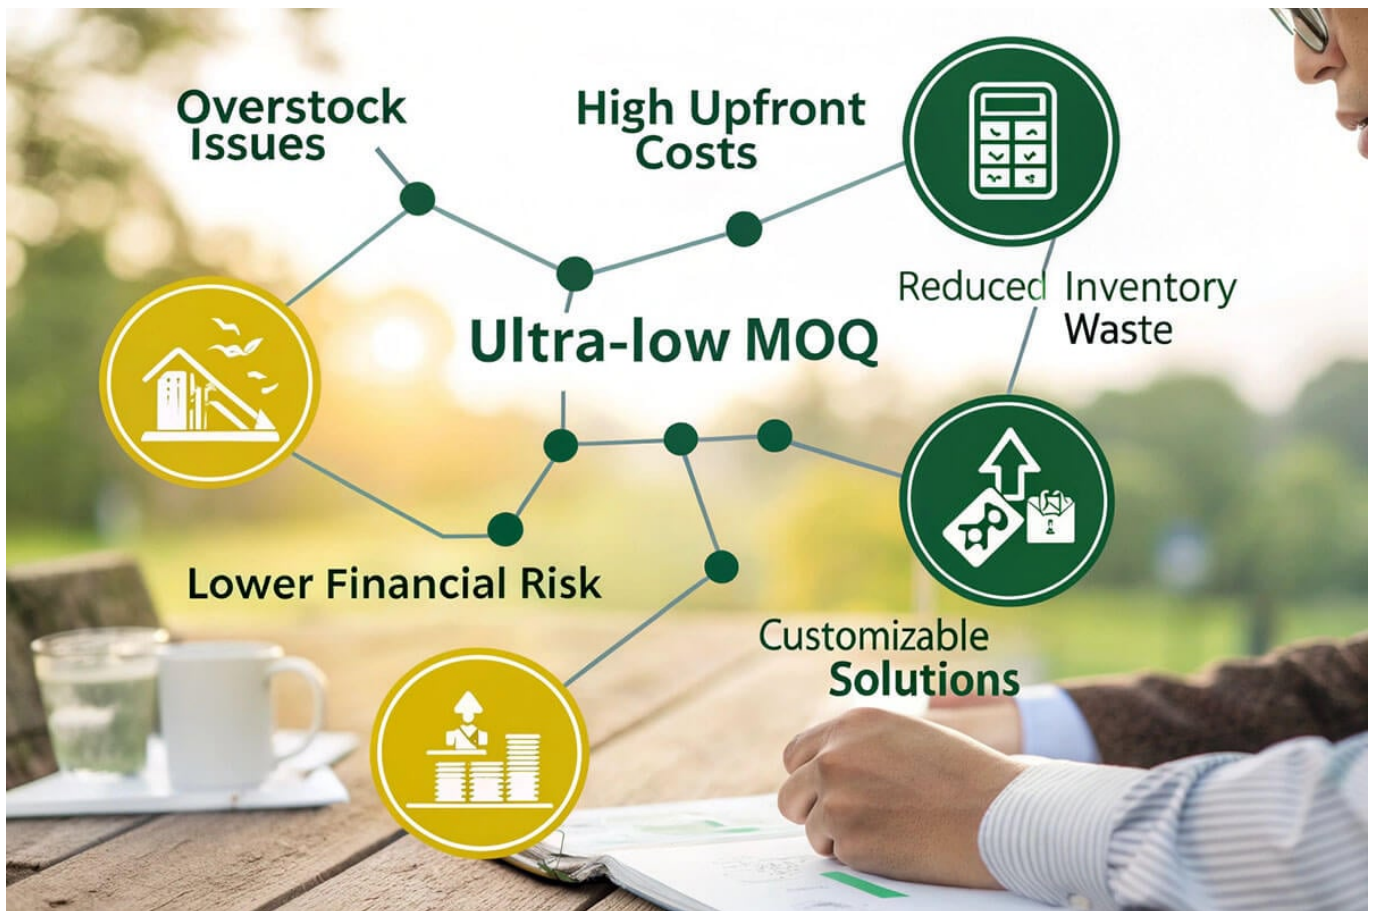 Overstock
Issues
High Upfront
Costs
Reduced Inventory
Waste
Ultra-low MOQ
Lower Financial Risk
Customizable
Solutions